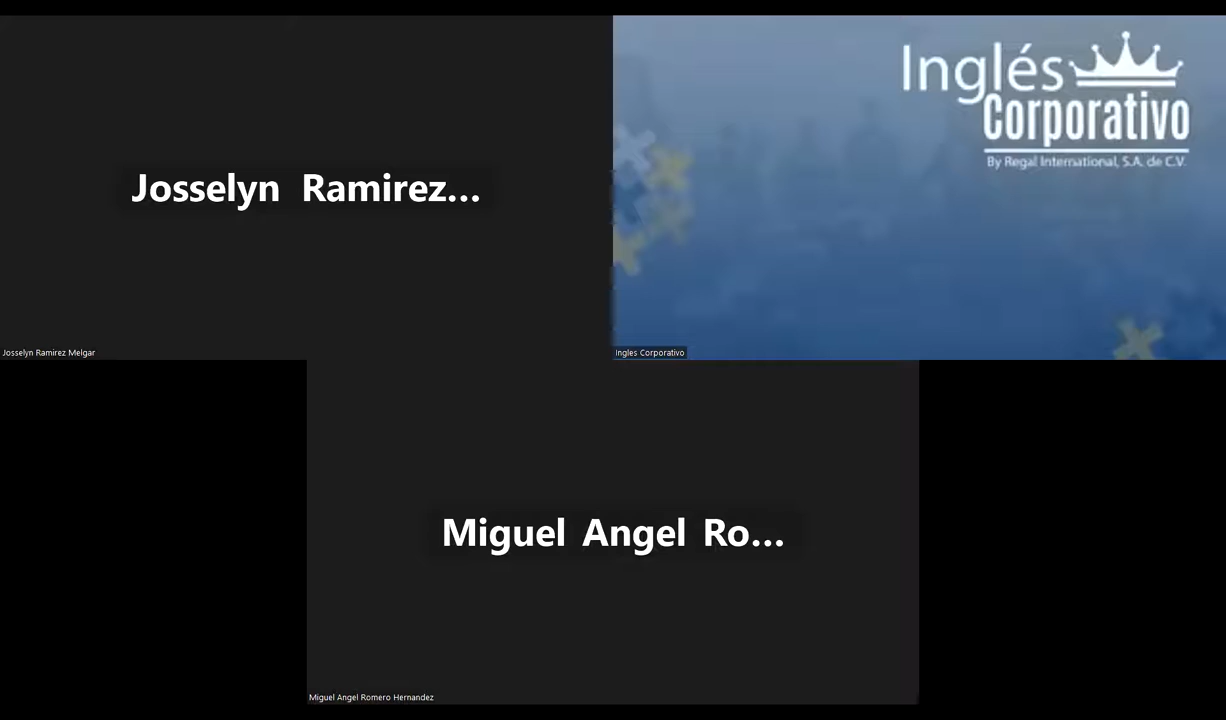 Josselyn Ramirez...
Josselyn Ramirez Melgar
Inglés
Corporativo
By Regal International, S.A. de C.V.
Ingles Corporativo
Miguel Angel Ro...
Miguel Angel Romero Hernandez